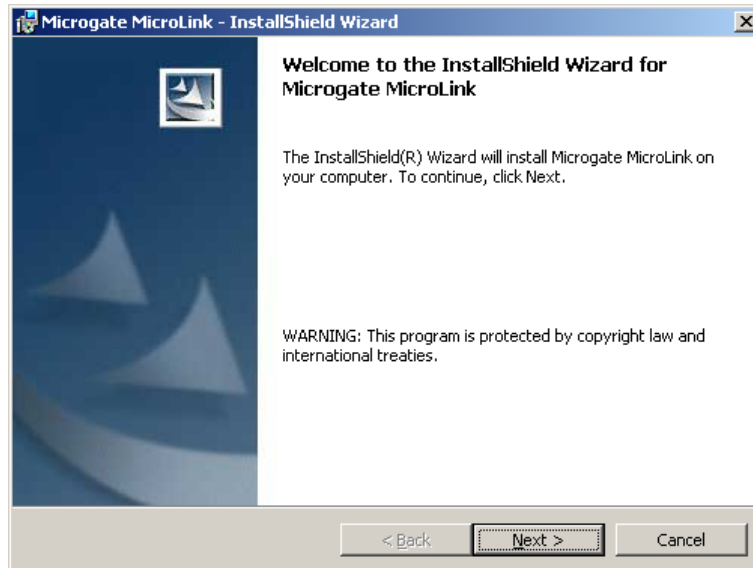 Microgate MicroLink - InstallShield Wizard
Welcome to the InstallShield Wizard for
Microgate MicroLink
The InstallShield(R) Wizard will install Microgate MicroLink on
your computer. To continue, click Next.
WARNING: This program is protected by copyright law and
international treaties.
< Back Next > Cancel